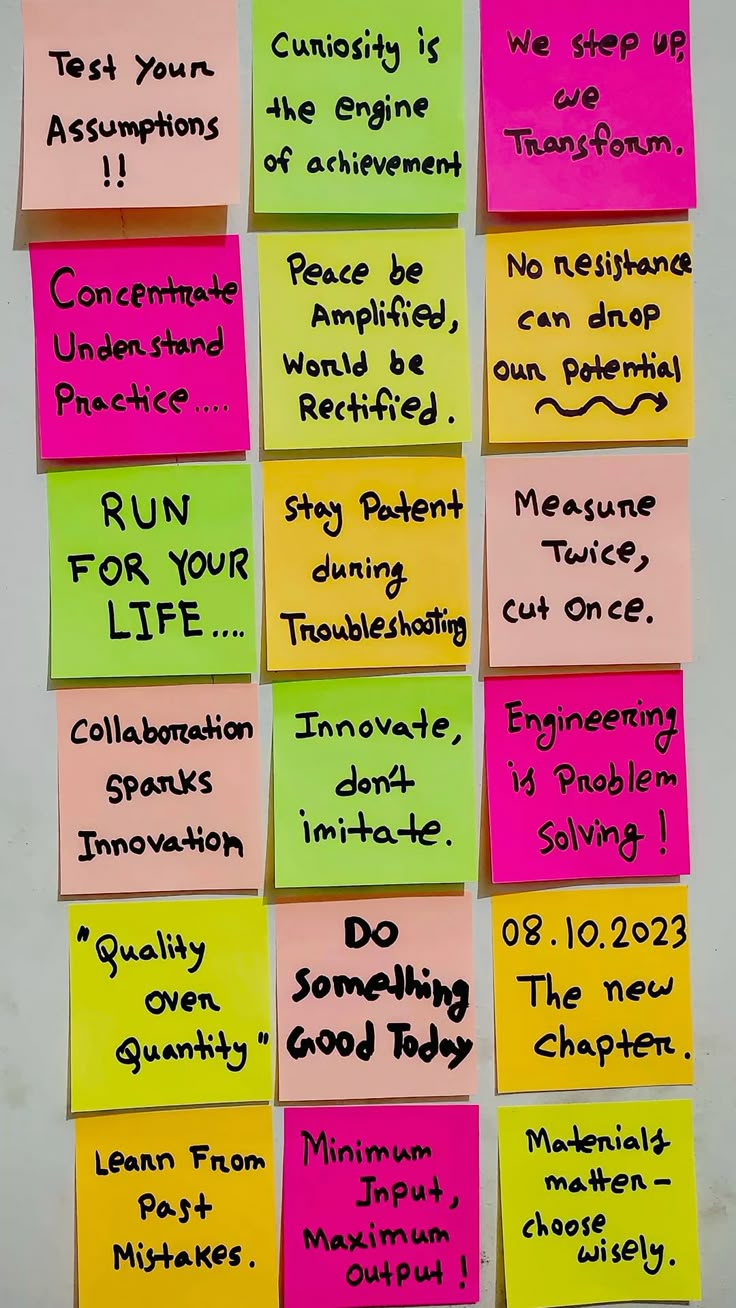 Test Your
Assumptions
!!
Curiosity is
the engine
of achievement
We step up,
we
Transform.
Concentrate
Understand
Practice....
Peace be
Amplified,
World be
Rectified.
No resistance
can drop
our potential
RUN
FOR YOUR
LIFE....
Stay Patent
during
Troubleshooting
Measure
Twice,
cut once.
Collaboration
sparks
Innovation
Innovate,
don't
imitate.
Engineering
is Problem
Solving !
"Quality
over
Quantity"
DO
Something
Good Today
08.10.2023
The new
chapter.
Learn From
Past
Mistakes.
Minimum
Input,
Maximum
Output !
Materials
matter-
choose
wisely.